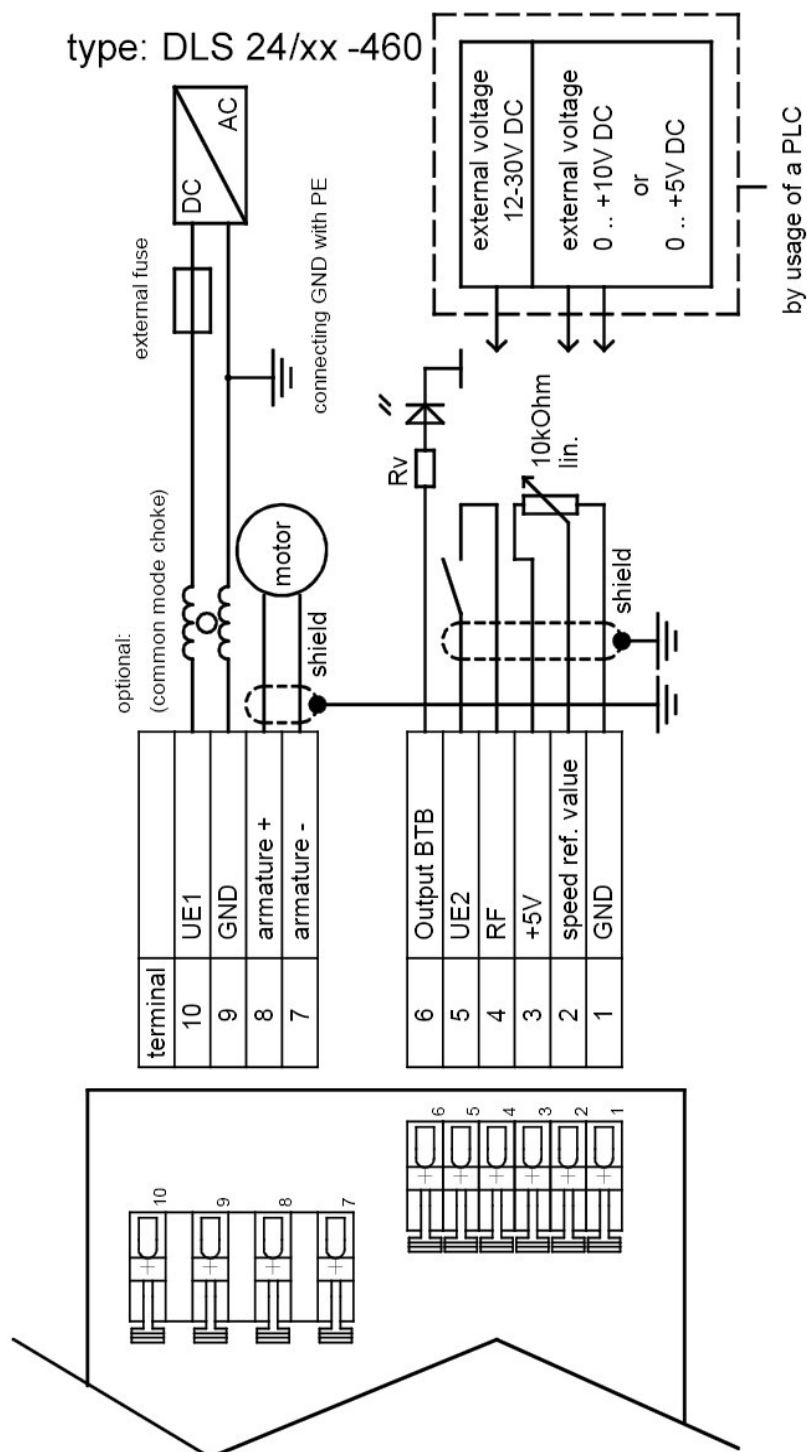 type: DLS 24/xx -460
AC
DC
external fuse
connecting GND with PE
external voltage
12-30V DC
external voltage
0 .. +10V DC
or
0 .. +5V DC
by usage of a PLC
optional:
(common mode choke)
motor
shield
Rv
10kOhm
lin.
shield
terminal
10 UE1
9 GND
8 armature +
7 armature -
6 Output BTB
5 UE2
4 RF
3 +5V
2 speed ref. value
1 GND
10
9
8
7
6
5
4
3
2
1